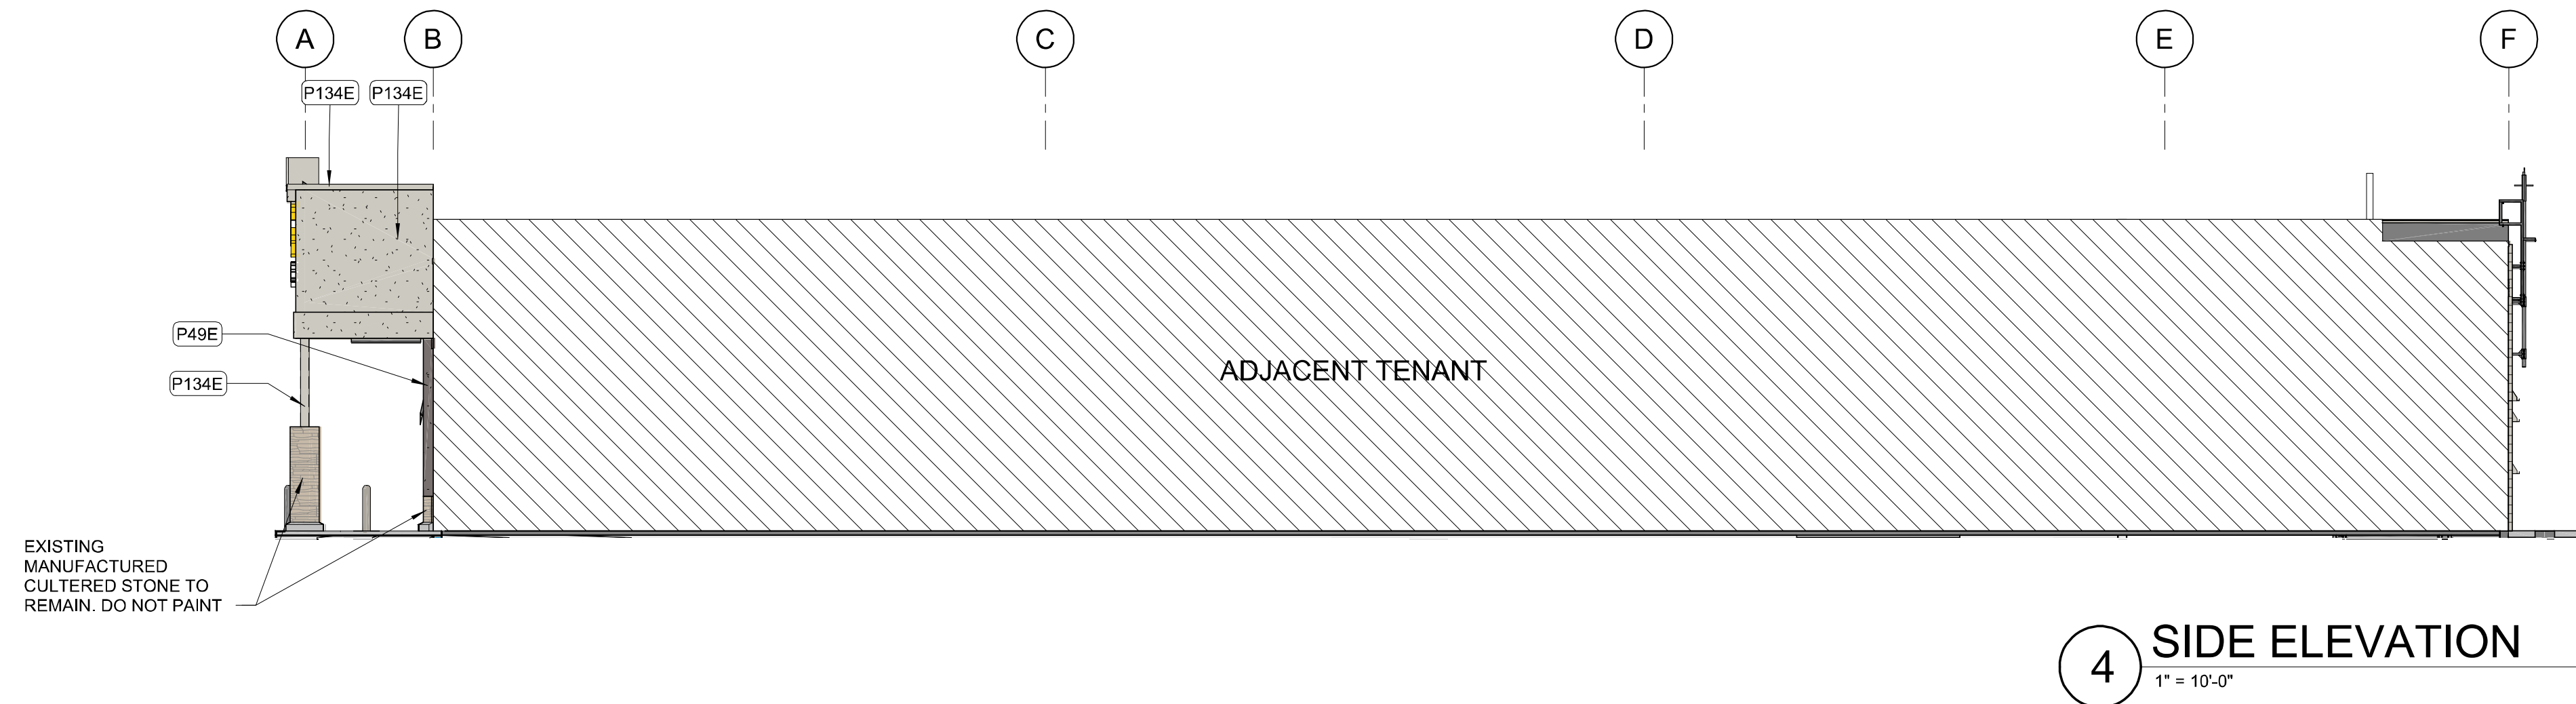 A
B
C
D
E
F
P134E
P134E
P49E
P134E
ADJACENT TENANT
EXISTING
MANUFACTURED
CULTERED STONE TO
REMAIN. DO NOT PAINT
4
SIDE ELEVATION
1" = 10'-0"